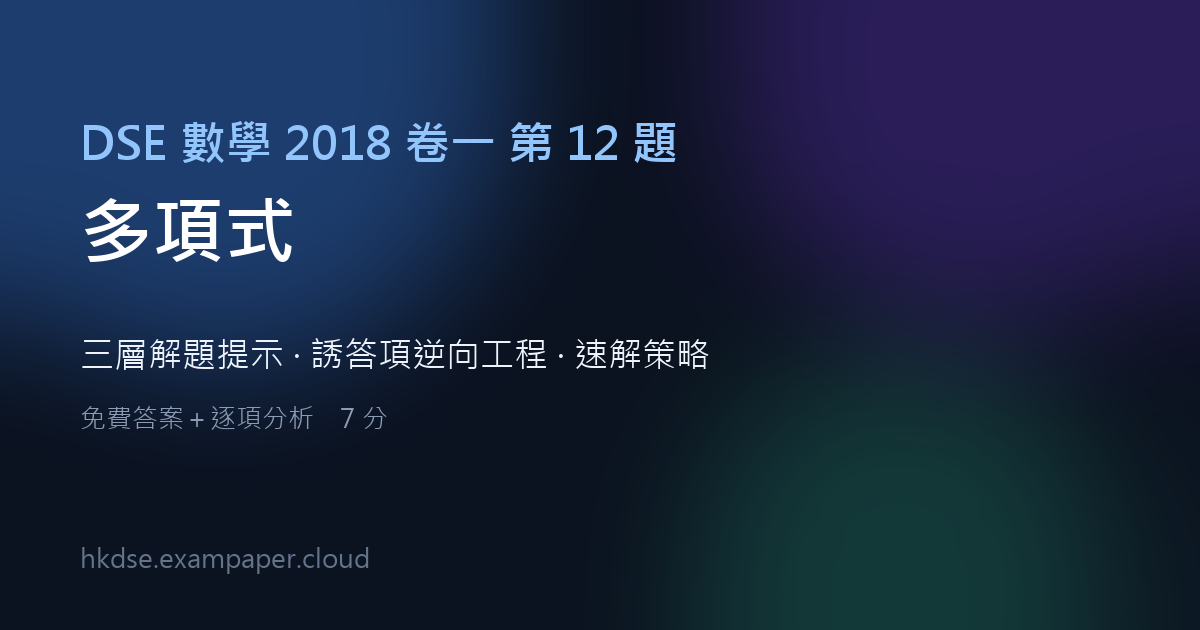 DSE 數學 2018 卷一 第 12 題
多項式
三層解題提示 · 誘答項逆向工程 · 速解策略
免費答案 + 逐項分析 7 分
hkdse.exampaper.cloud